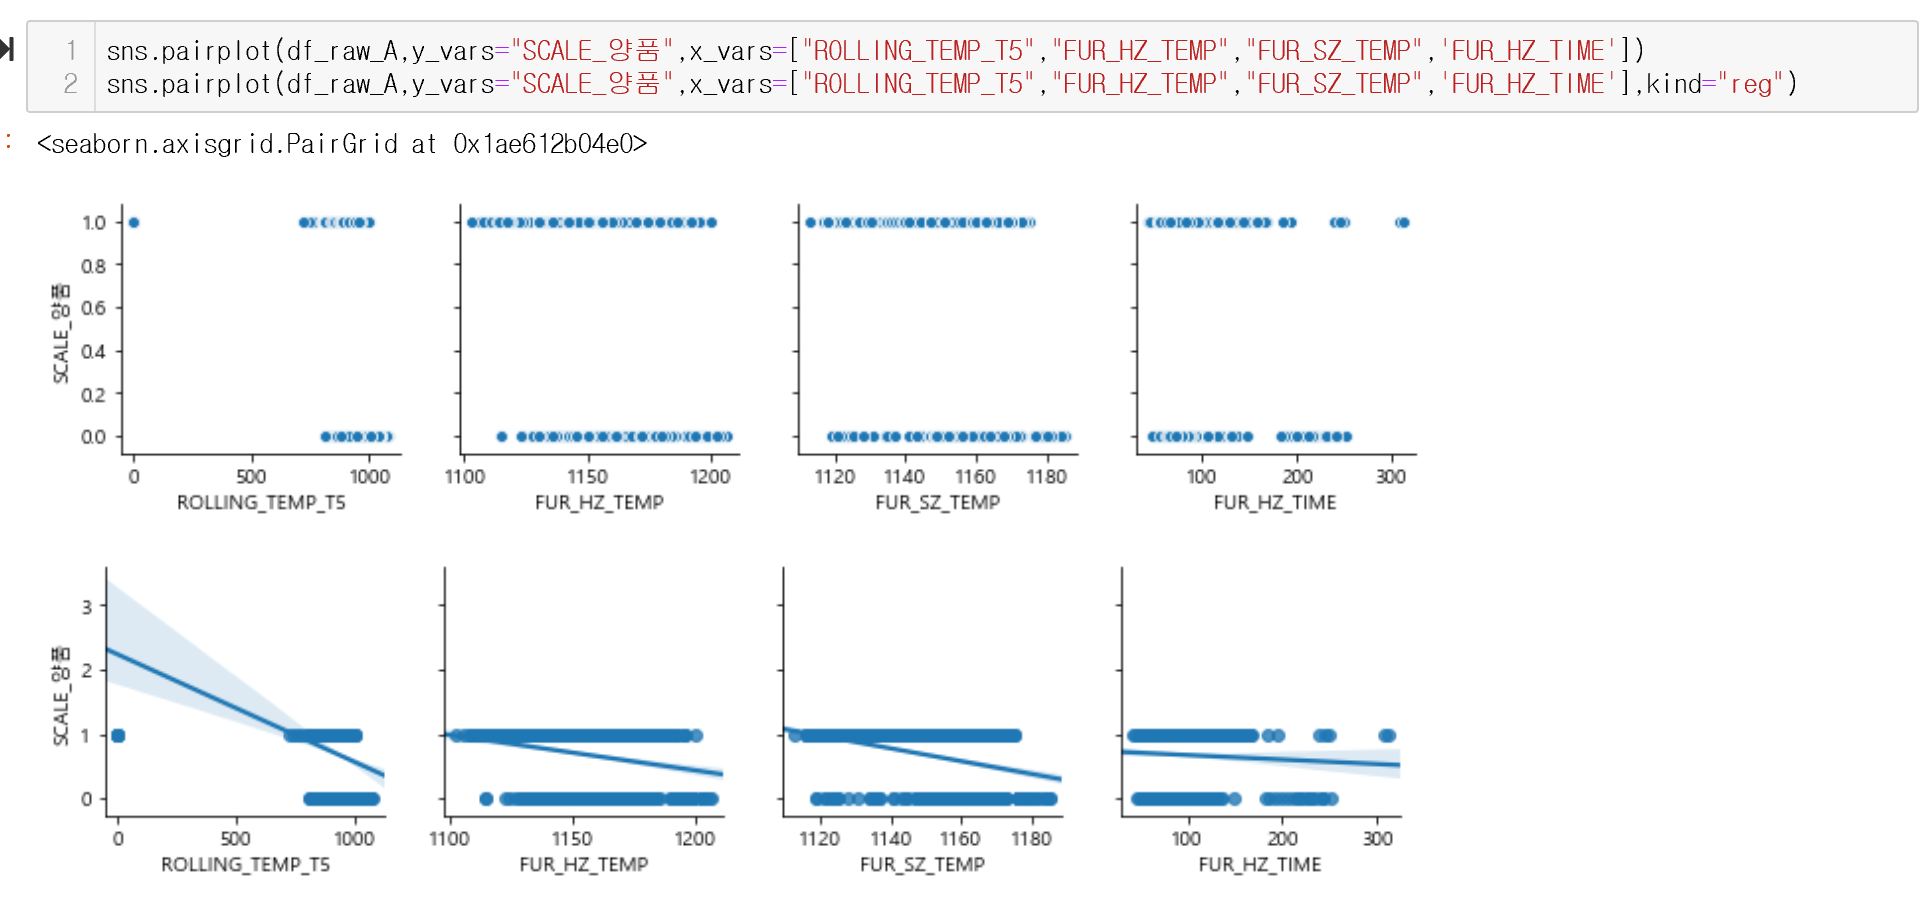 1 sns.pairplot(df_raw_A,y_vars="SCALE_양품",x_vars=["ROLLING_TEMP_T5","FUR_HZ_TEMP","FUR_SZ_TEMP",'FUR_HZ_TIME'])
2 sns.pairplot(df_raw_A,y_vars="SCALE_양품",x_vars=["ROLLING_TEMP_T5","FUR_HZ_TEMP","FUR_SZ_TEMP",'FUR_HZ_TIME'],kind="reg")
: <seaborn.axisgrid.PairGrid at 0x1ae612b04e0>
1.0
0.8
0.6
0.4
0.2
0.0
SCALE_양품
0 500 1000 1100 1150 1200 1120 1140 1160 1180 100 200 300
ROLLING_TEMP_T5 FUR_HZ_TEMP FUR_SZ_TEMP FUR_HZ_TIME
3
2
1
0
SCALE_양품
0 500 1000 1100 1150 1200 1120 1140 1160 1180 100 200 300
ROLLING_TEMP_T5 FUR_HZ_TEMP FUR_SZ_TEMP FUR_HZ_TIME